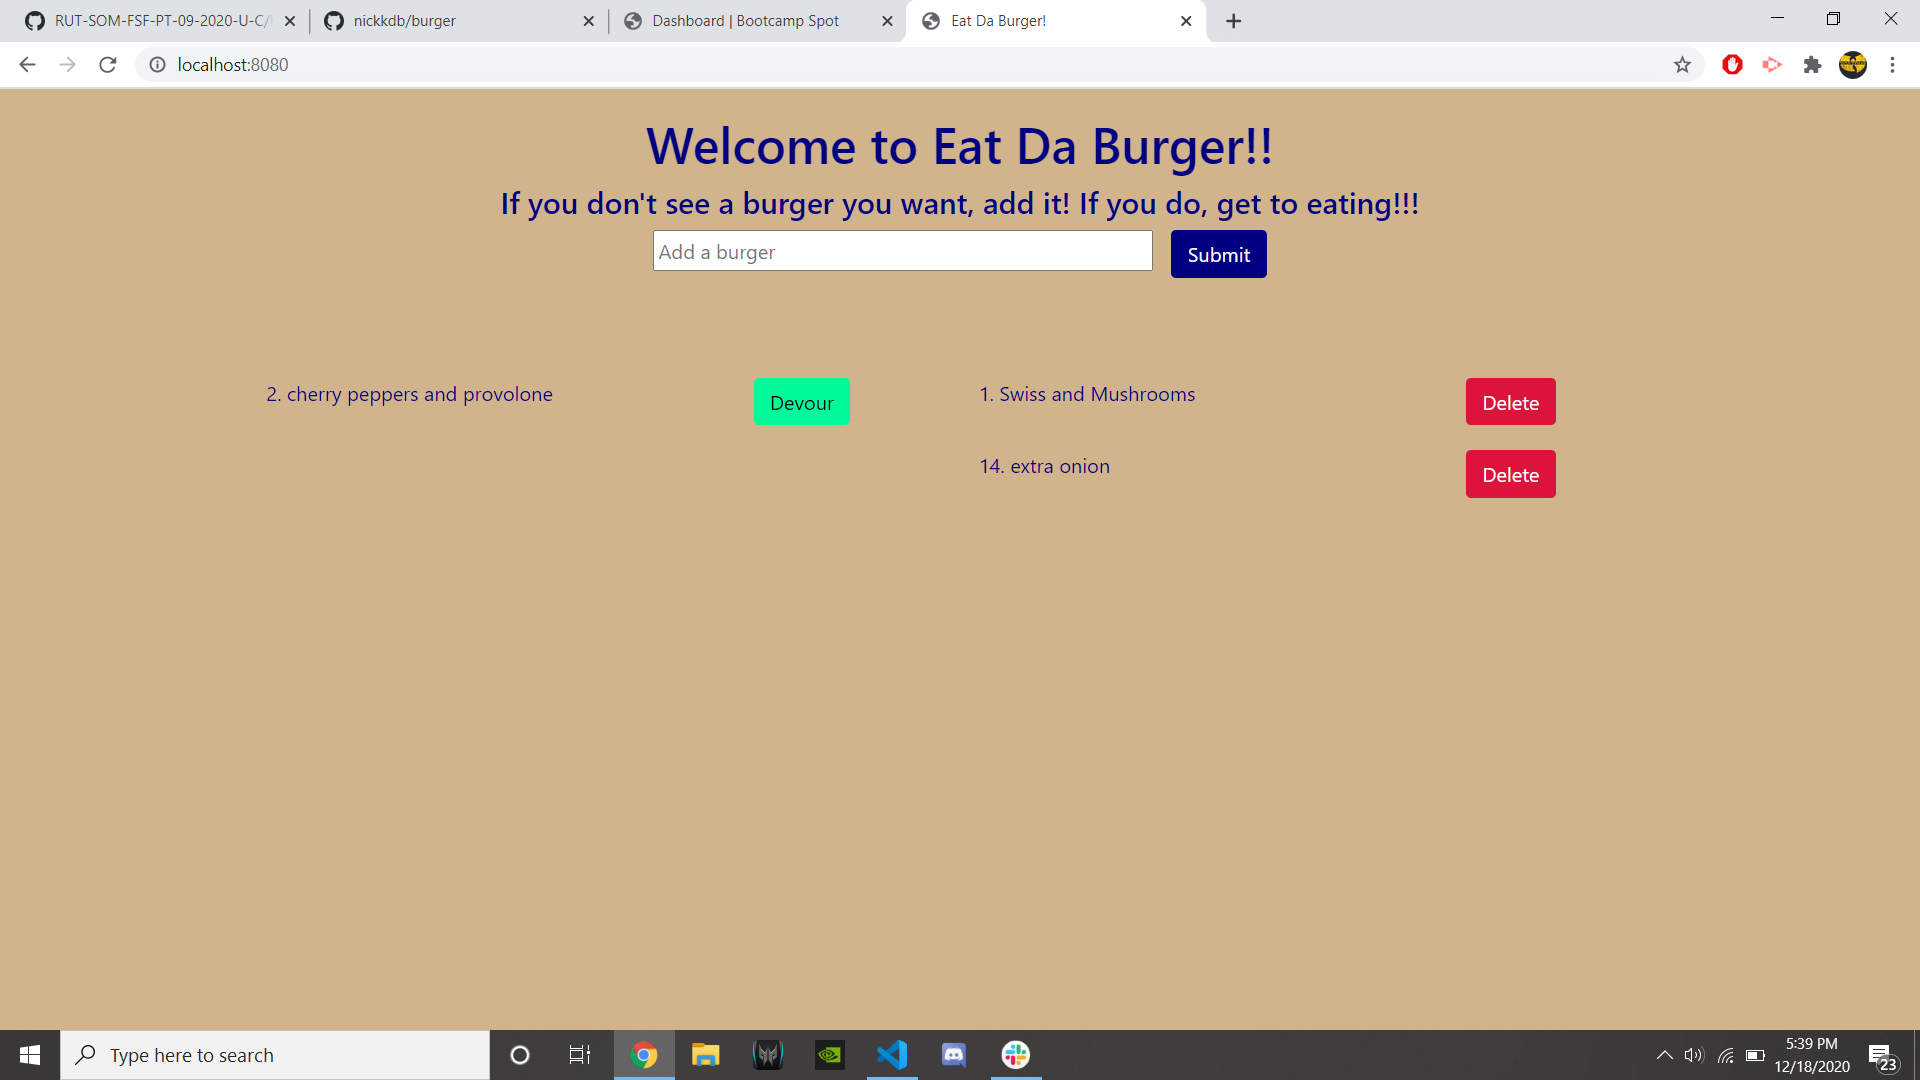 RUT-SOM-FSF-PT-09-2020-U-C/
nickkdb/burger
Dashboard | Bootcamp Spot
Eat Da Burger!
localhost:8080
Welcome to Eat Da Burger!!
If you don't see a burger you want, add it! If you do, get to eating!!!
Add a burger
Submit
2. cherry peppers and provolone
Devour
1. Swiss and Mushrooms
Delete
14. extra onion
Delete
Type here to search
5:39 PM
12/18/2020
23